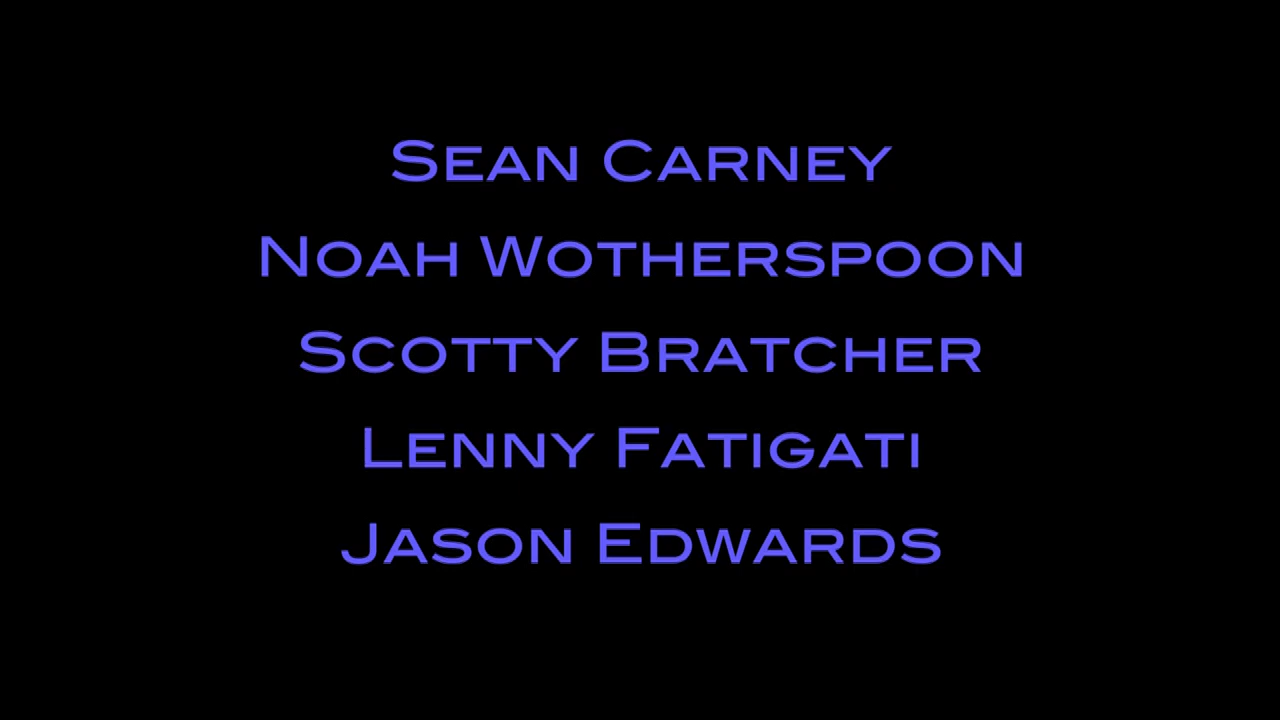 Sean Carney
Noah Wotherspoon
Scotty Bratcher
Lenny Fatigati
Jason Edwards